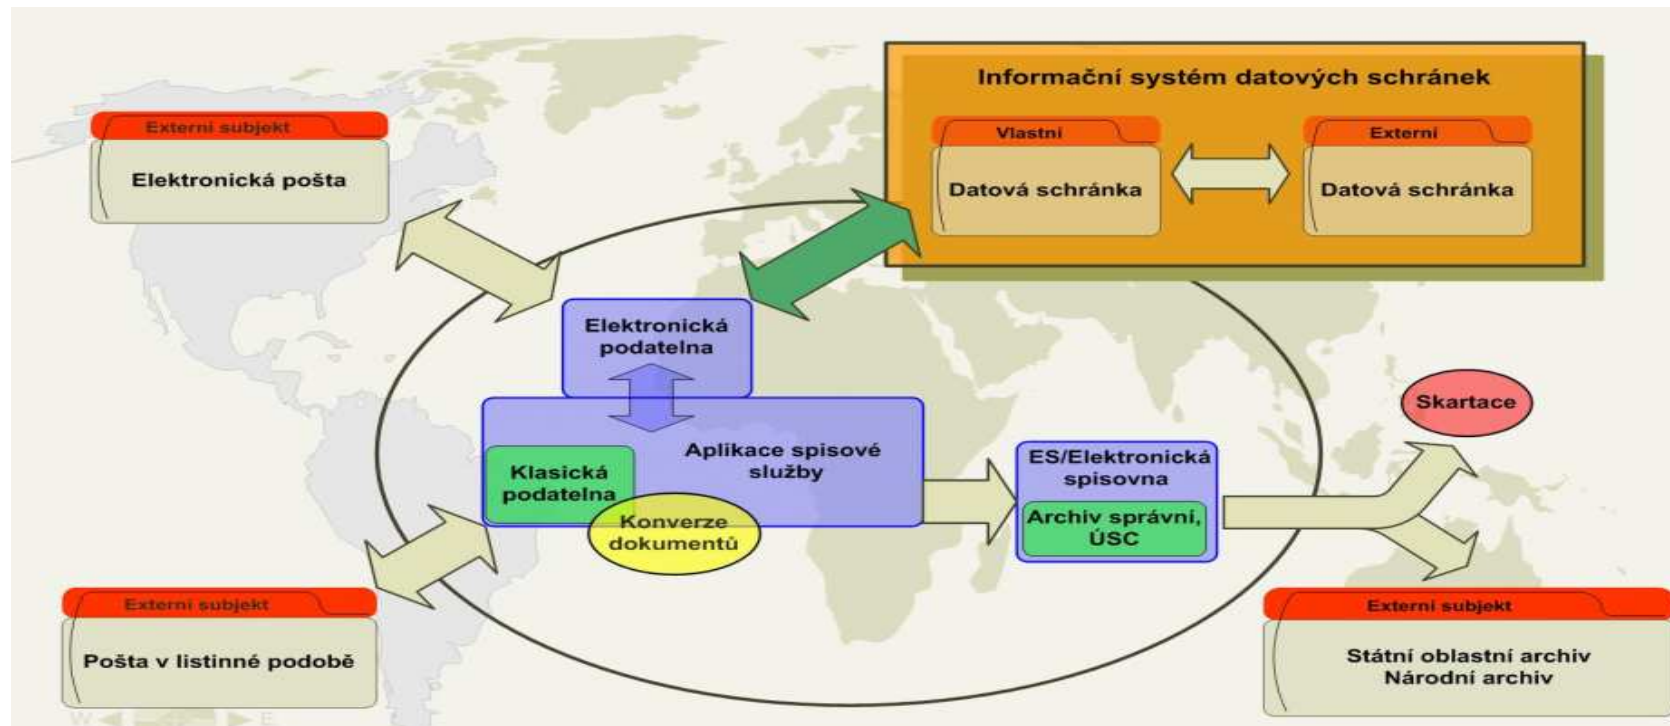 Informační systém datových schránek
Externí subjekt
Elektronická pošta
Vlastní
Datová schránka
Externí
Datová schránka
Elektronická
podatelna
Aplikace spisové
služby
Klasická
podatelna
Konverze
dokumentů
ES/Elektronická
spisovna
Archiv správní,
ÚSC
Skartace
Externí subjekt
Pošta v listinné podobě
Externí subjekt
Státní oblastní archiv
Národní archiv
W E